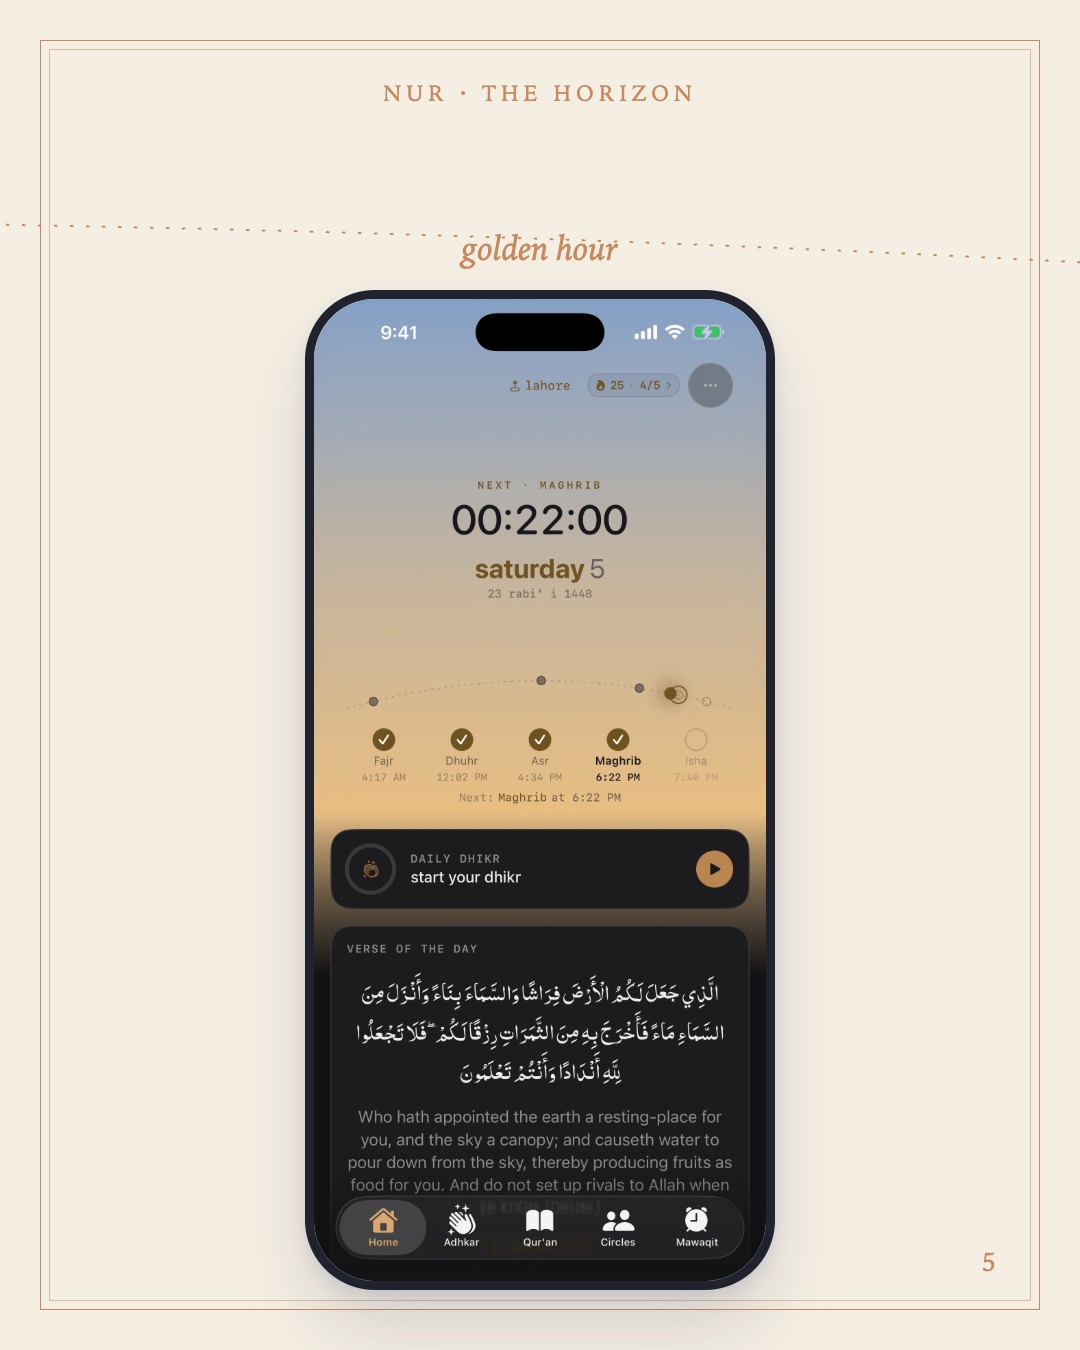 NUR · THE HORIZON
golden hour
9:41
lahore
25 · 4/5 ›
NEXT · MAGHRIB
00:22:00
saturday 5
23 rabiʻ i 1448
Fajr Dhuhr Asr Maghrib Isha
4:17 AM 12:02 PM 4:34 PM 6:22 PM 7:40 PM
Next: Maghrib at 6:22 PM
DAILY DHIKR
start your dhikr
VERSE OF THE DAY
الَّذِي جَعَلَ لَكُمُ الْأَرْضَ فِرَاشًا وَالسَّمَاءَ بِنَاءً وَأَنْزَلَ مِنَ
السَّمَاءِ مَاءً فَأَخْرَجَ بِهِ مِنَ الثَّمَرَاتِ رِزْقًا لَكُمْ ۖ فَلَا تَجْعَلُوا
لِلَّهِ أَنْدَادًا وَأَنْتُمْ تَعْلَمُونَ
Who hath appointed the earth a resting-place for
you, and the sky a canopy; and causeth water to
pour down from the sky, thereby producing fruits as
food for you. And do not set up rivals to Allah when
Home Adhkar Qur'an Circles Mawaqit
5